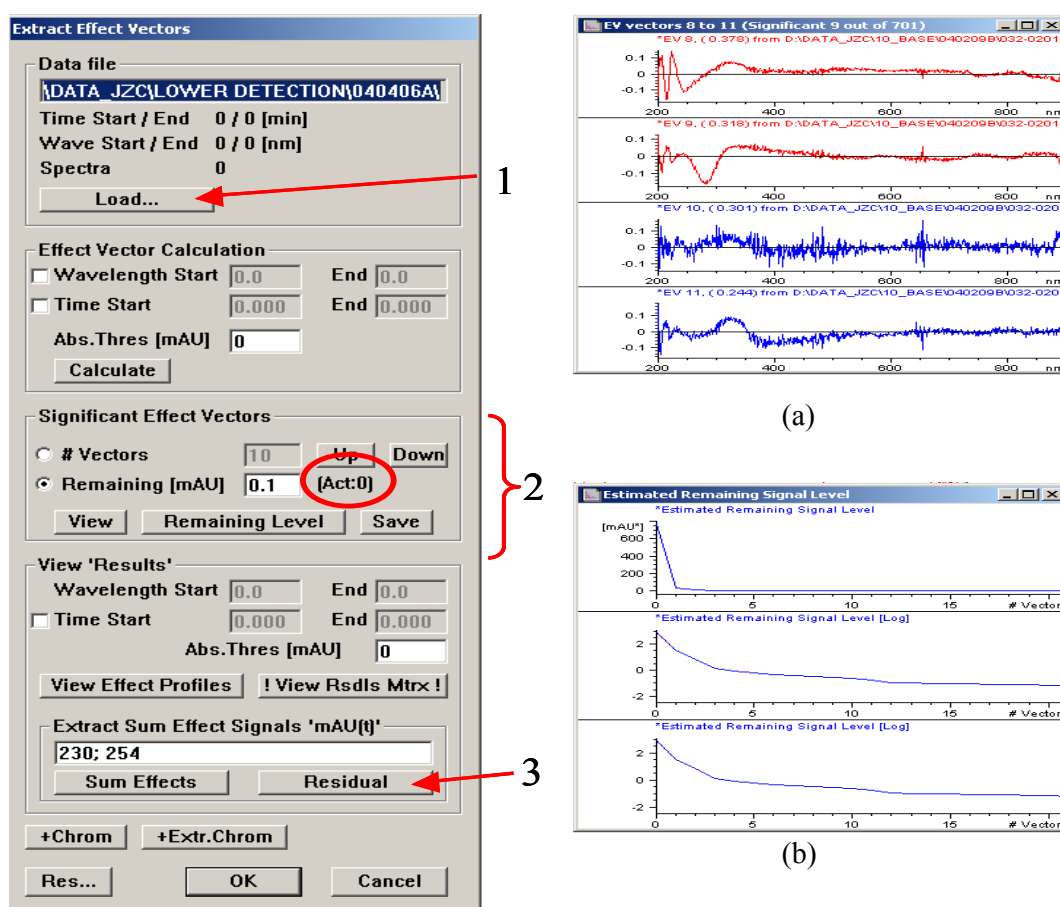 Extract Effect Vectors
Data file
\DATA_JZC\LOWER DETECTION\040406A\
Time Start / End 0 / 0 [min]
Wave Start / End 0 / 0 [nm]
Spectra 0
Load...
1
Effect Vector Calculation
Wavelength Start 0.0 End 0.0
Time Start 0.000 End 0.000
Abs.Thres [mAU] 0
Calculate
Significant Effect Vectors
# Vectors 10 Up Down
Remaining [mAU] 0.1 (Act:0)
View Remaining Level Save
2
View 'Results'
Wavelength Start 0.0 End 0.0
Time Start 0.000 End 0.000
Abs.Thres [mAU] 0
View Effect Profiles ! View Rsdls Mtrx !
Extract Sum Effect Signals 'mAU(t)'
230; 254
Sum Effects Residual
3
+Chrom +Extr.Chrom
Res... OK Cancel
EV vectors 8 to 11 (Significant 9 out of 701)
*EV 8, ( 0.378) from D:\DATA_JZC\10_BASE\040209B\032-0201
0.1
0
-0.1
200 400 600 800 nm
*EV 9, ( 0.318) from D:\DATA_JZC\10_BASE\040209B\032-0201
0.1
0
-0.1
200 400 600 800 nm
*EV 10, ( 0.301) from D:\DATA_JZC\10_BASE\040209B\032-020
0.1
0
-0.1
200 400 600 800 nm
*EV 11, ( 0.244) from D:\DATA_JZC\10_BASE\040209B\032-020
0.1
0
-0.1
200 400 600 800 nm
(a)
Estimated Remaining Signal Level
*Estimated Remaining Signal Level
[mAU*]
600
400
200
0
0 5 10 15 # Vector
*Estimated Remaining Signal Level [Log]
2
0
-2
0 5 10 15 # Vector
*Estimated Remaining Signal Level [Log]
2
0
-2
0 5 10 15 # Vector
(b)